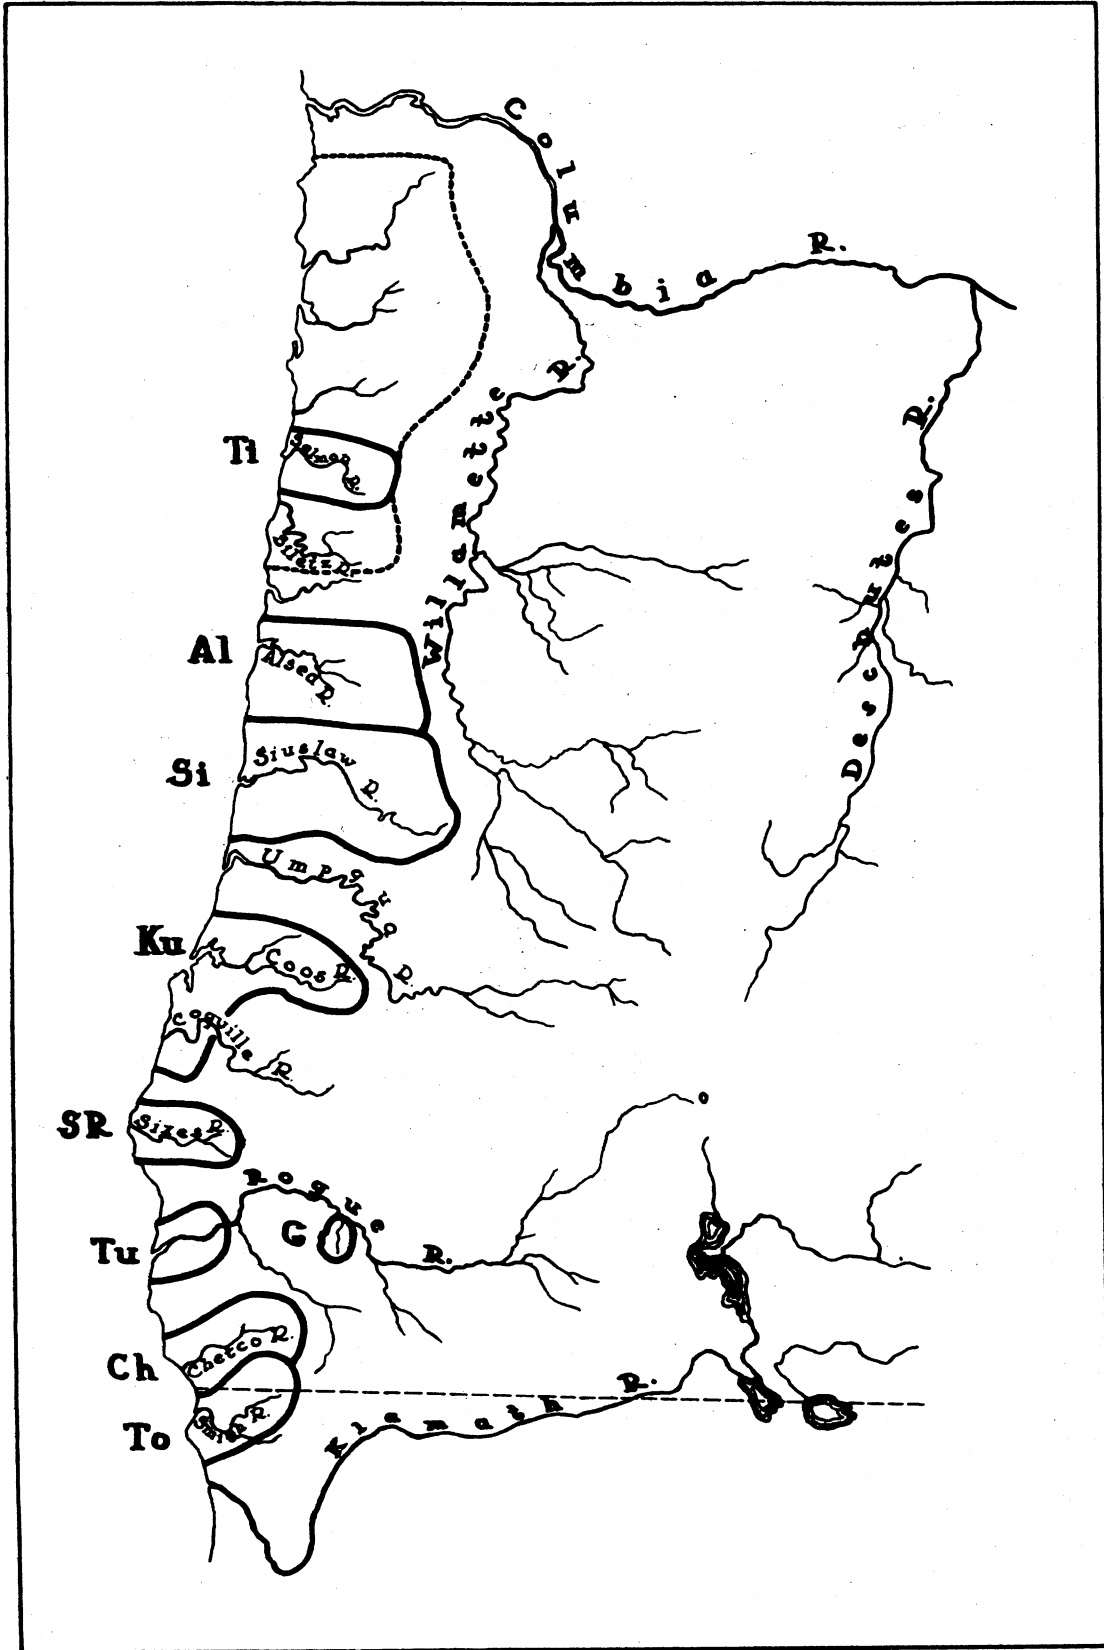 Columbia R.
Willamette R.
Deschutes R.
Ti
Salmon R.
Siletz R.
Al
Alsea R.
Si
Siuslaw R.
Umpqua R.
Ku
Coos R.
Coquille R.
SR
Sixes R.
Rogue R.
G
Tu
Ch
Chetco R.
To
Smith R.
Klamath R.